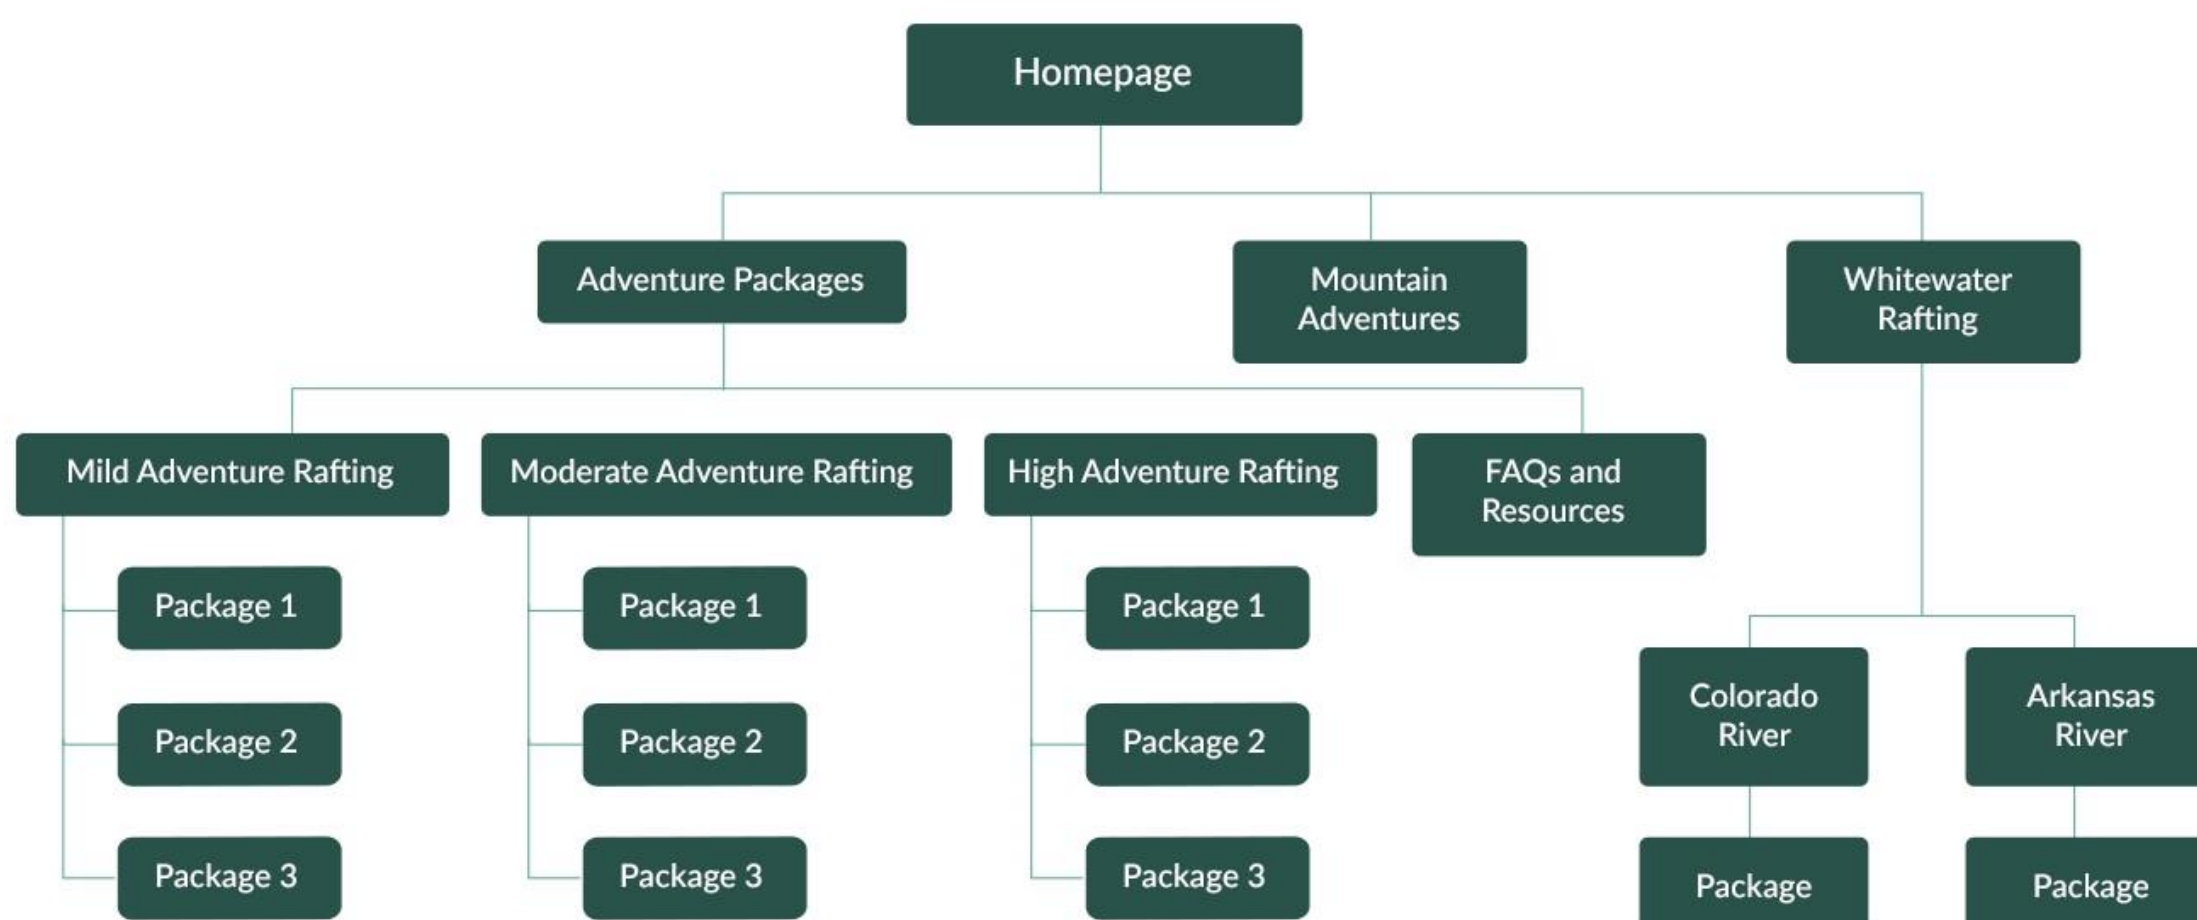 Homepage
Adventure Packages
Mountain
Adventures
Whitewater
Rafting
Mild Adventure Rafting
Moderate Adventure Rafting
High Adventure Rafting
FAQs and
Resources
Package 1
Package 2
Package 3
Package 1
Package 2
Package 3
Package 1
Package 2
Package 3
Colorado
River
Package
Arkansas
River
Package